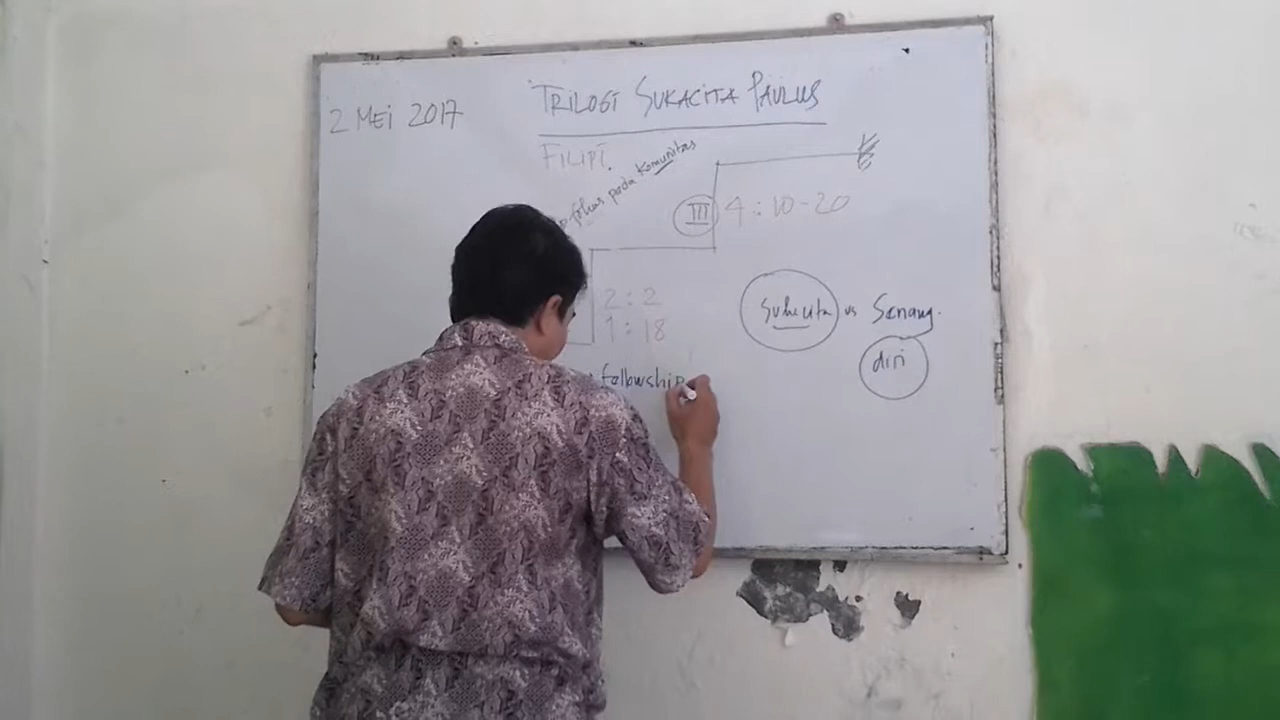 2 MEI 2017
TRILOGI SUKACITA PAULUS
FILIPI.
fokus pada Komunitas
III 4 : 10 - 20
2 : 2
1 : 18
Sukacita vs Senang.
diri
fellowship